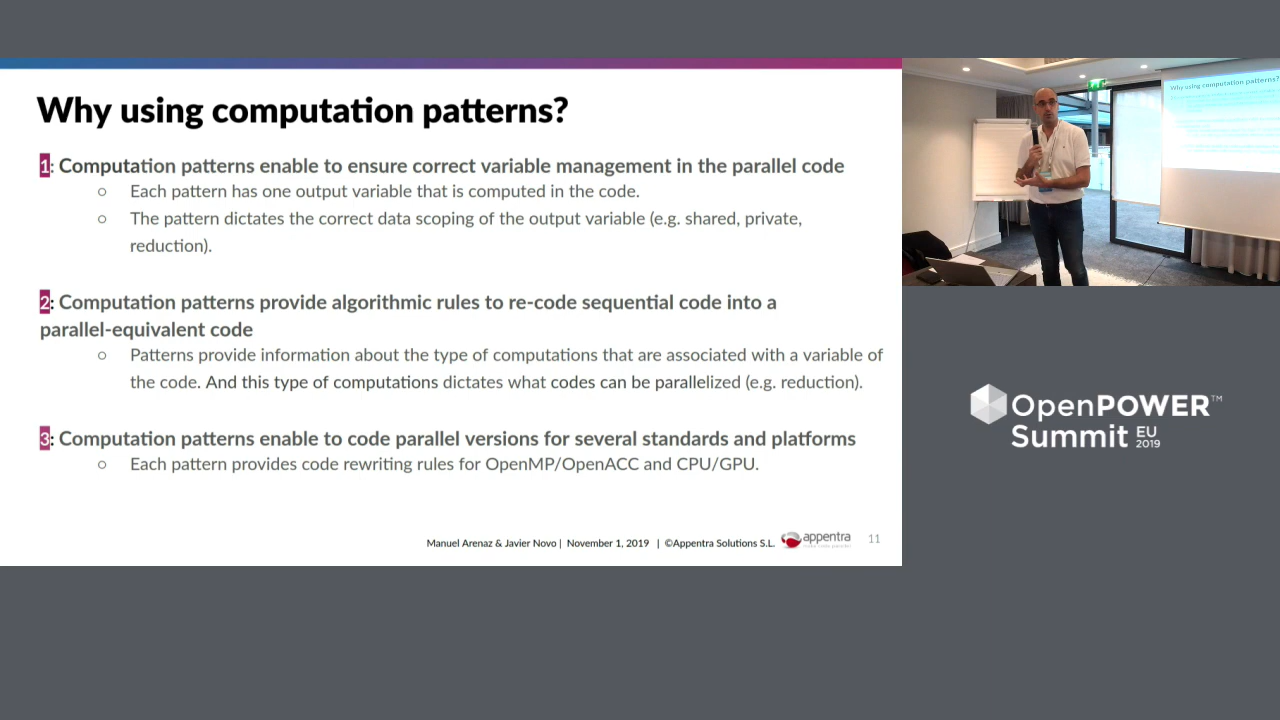 Why using computation patterns?
1: Computation patterns enable to ensure correct variable management in the parallel code
○ Each pattern has one output variable that is computed in the code.
○ The pattern dictates the correct data scoping of the output variable (e.g. shared, private,
reduction).
2: Computation patterns provide algorithmic rules to re-code sequential code into a
parallel-equivalent code
○ Patterns provide information about the type of computations that are associated with a variable of
the code. And this type of computations dictates what codes can be parallelized (e.g. reduction).
3: Computation patterns enable to code parallel versions for several standards and platforms
○ Each pattern provides code rewriting rules for OpenMP/OpenACC and CPU/GPU.
Manuel Arenaz & Javier Novo | November 1, 2019 | ©Appentra Solutions S.L.
appentra
11
Why using computation patterns?
OpenPOWER™
Summit EU
2019